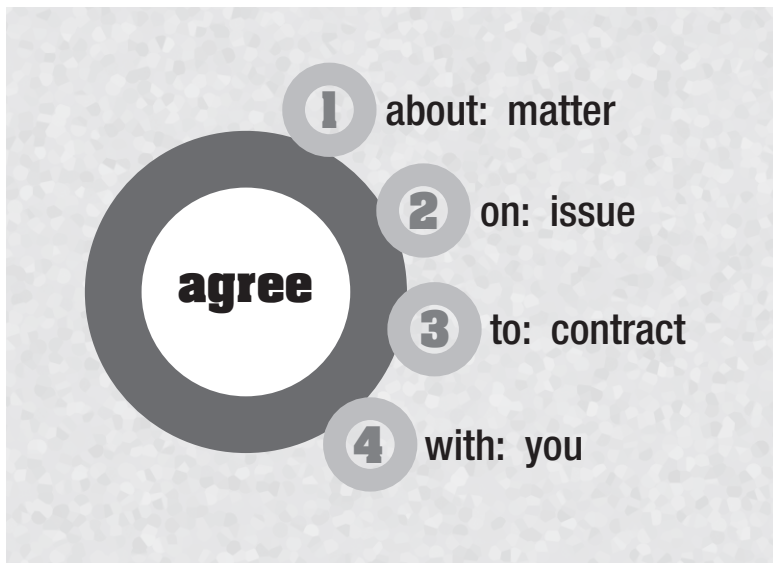 1 about: matter
2 on: issue
agree
3 to: contract
4 with: you